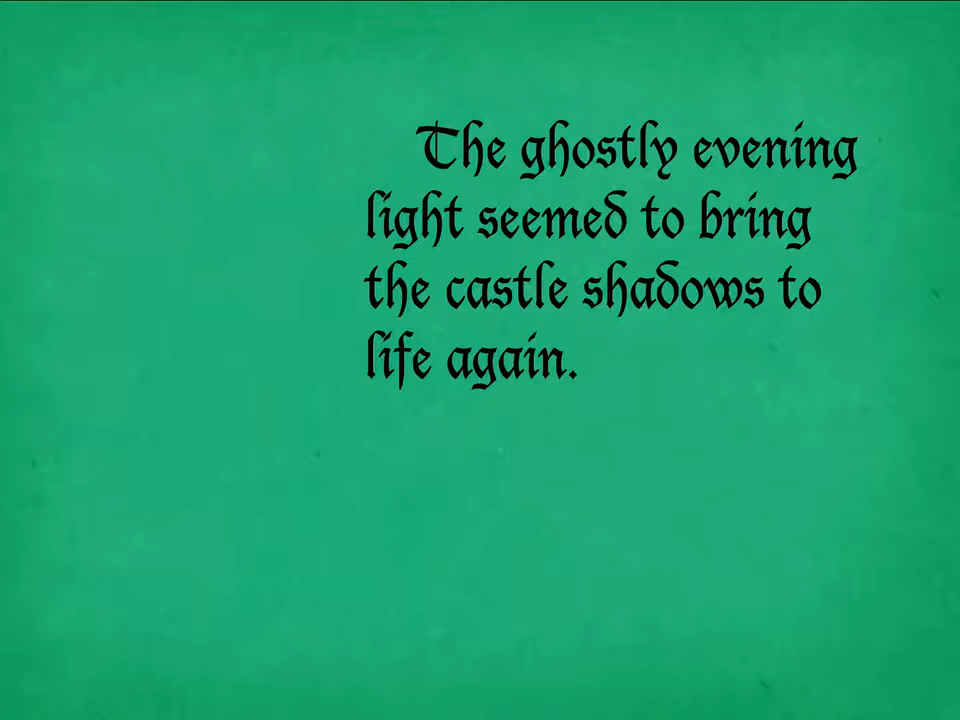 The ghostly evening
light seemed to bring
the castle shadows to
life again.